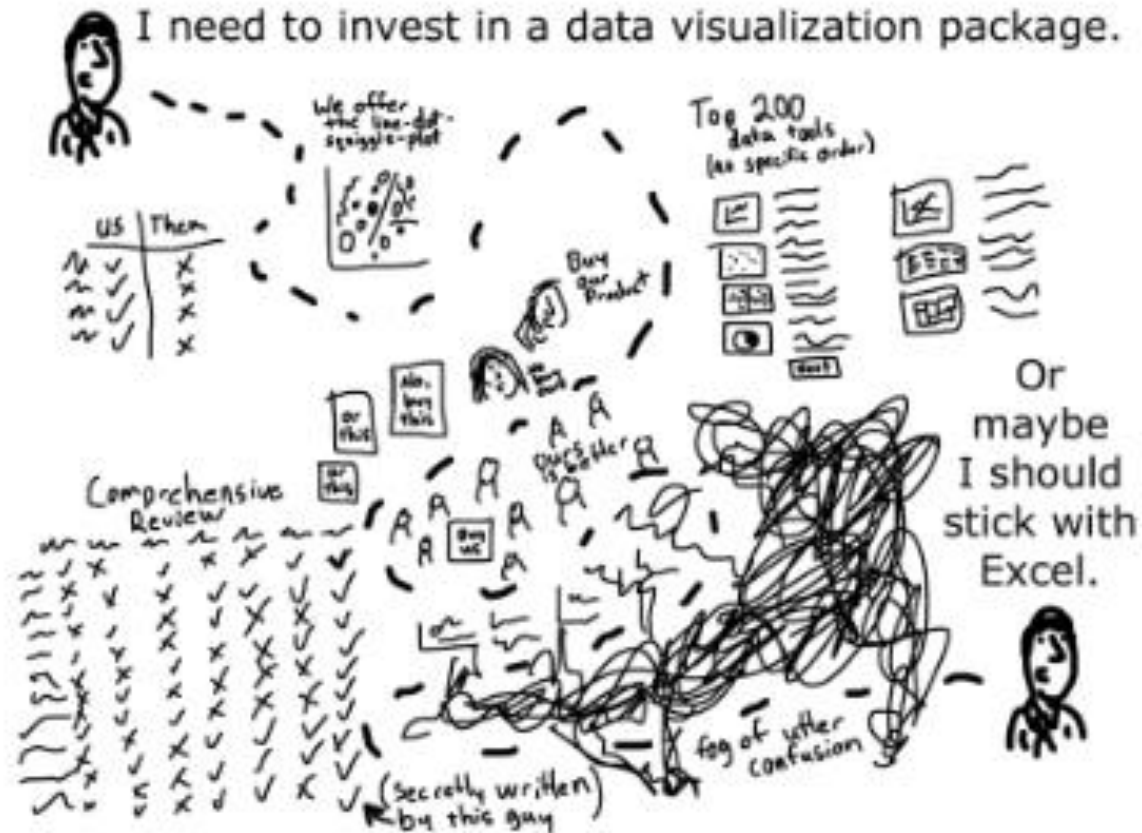 I need to invest in a data visualization package.
We offer
the line-dot-
squiggle-plot
Top 200
data tools
(no specific order)
US Them
Buy
our
Product
No,
buy
this
or
this
or
this
ours
is better
Buy
us
Comprehensive
Review
Or
maybe
I should
stick with
Excel.
fog of utter
confusion
(secretly written)
by this guy